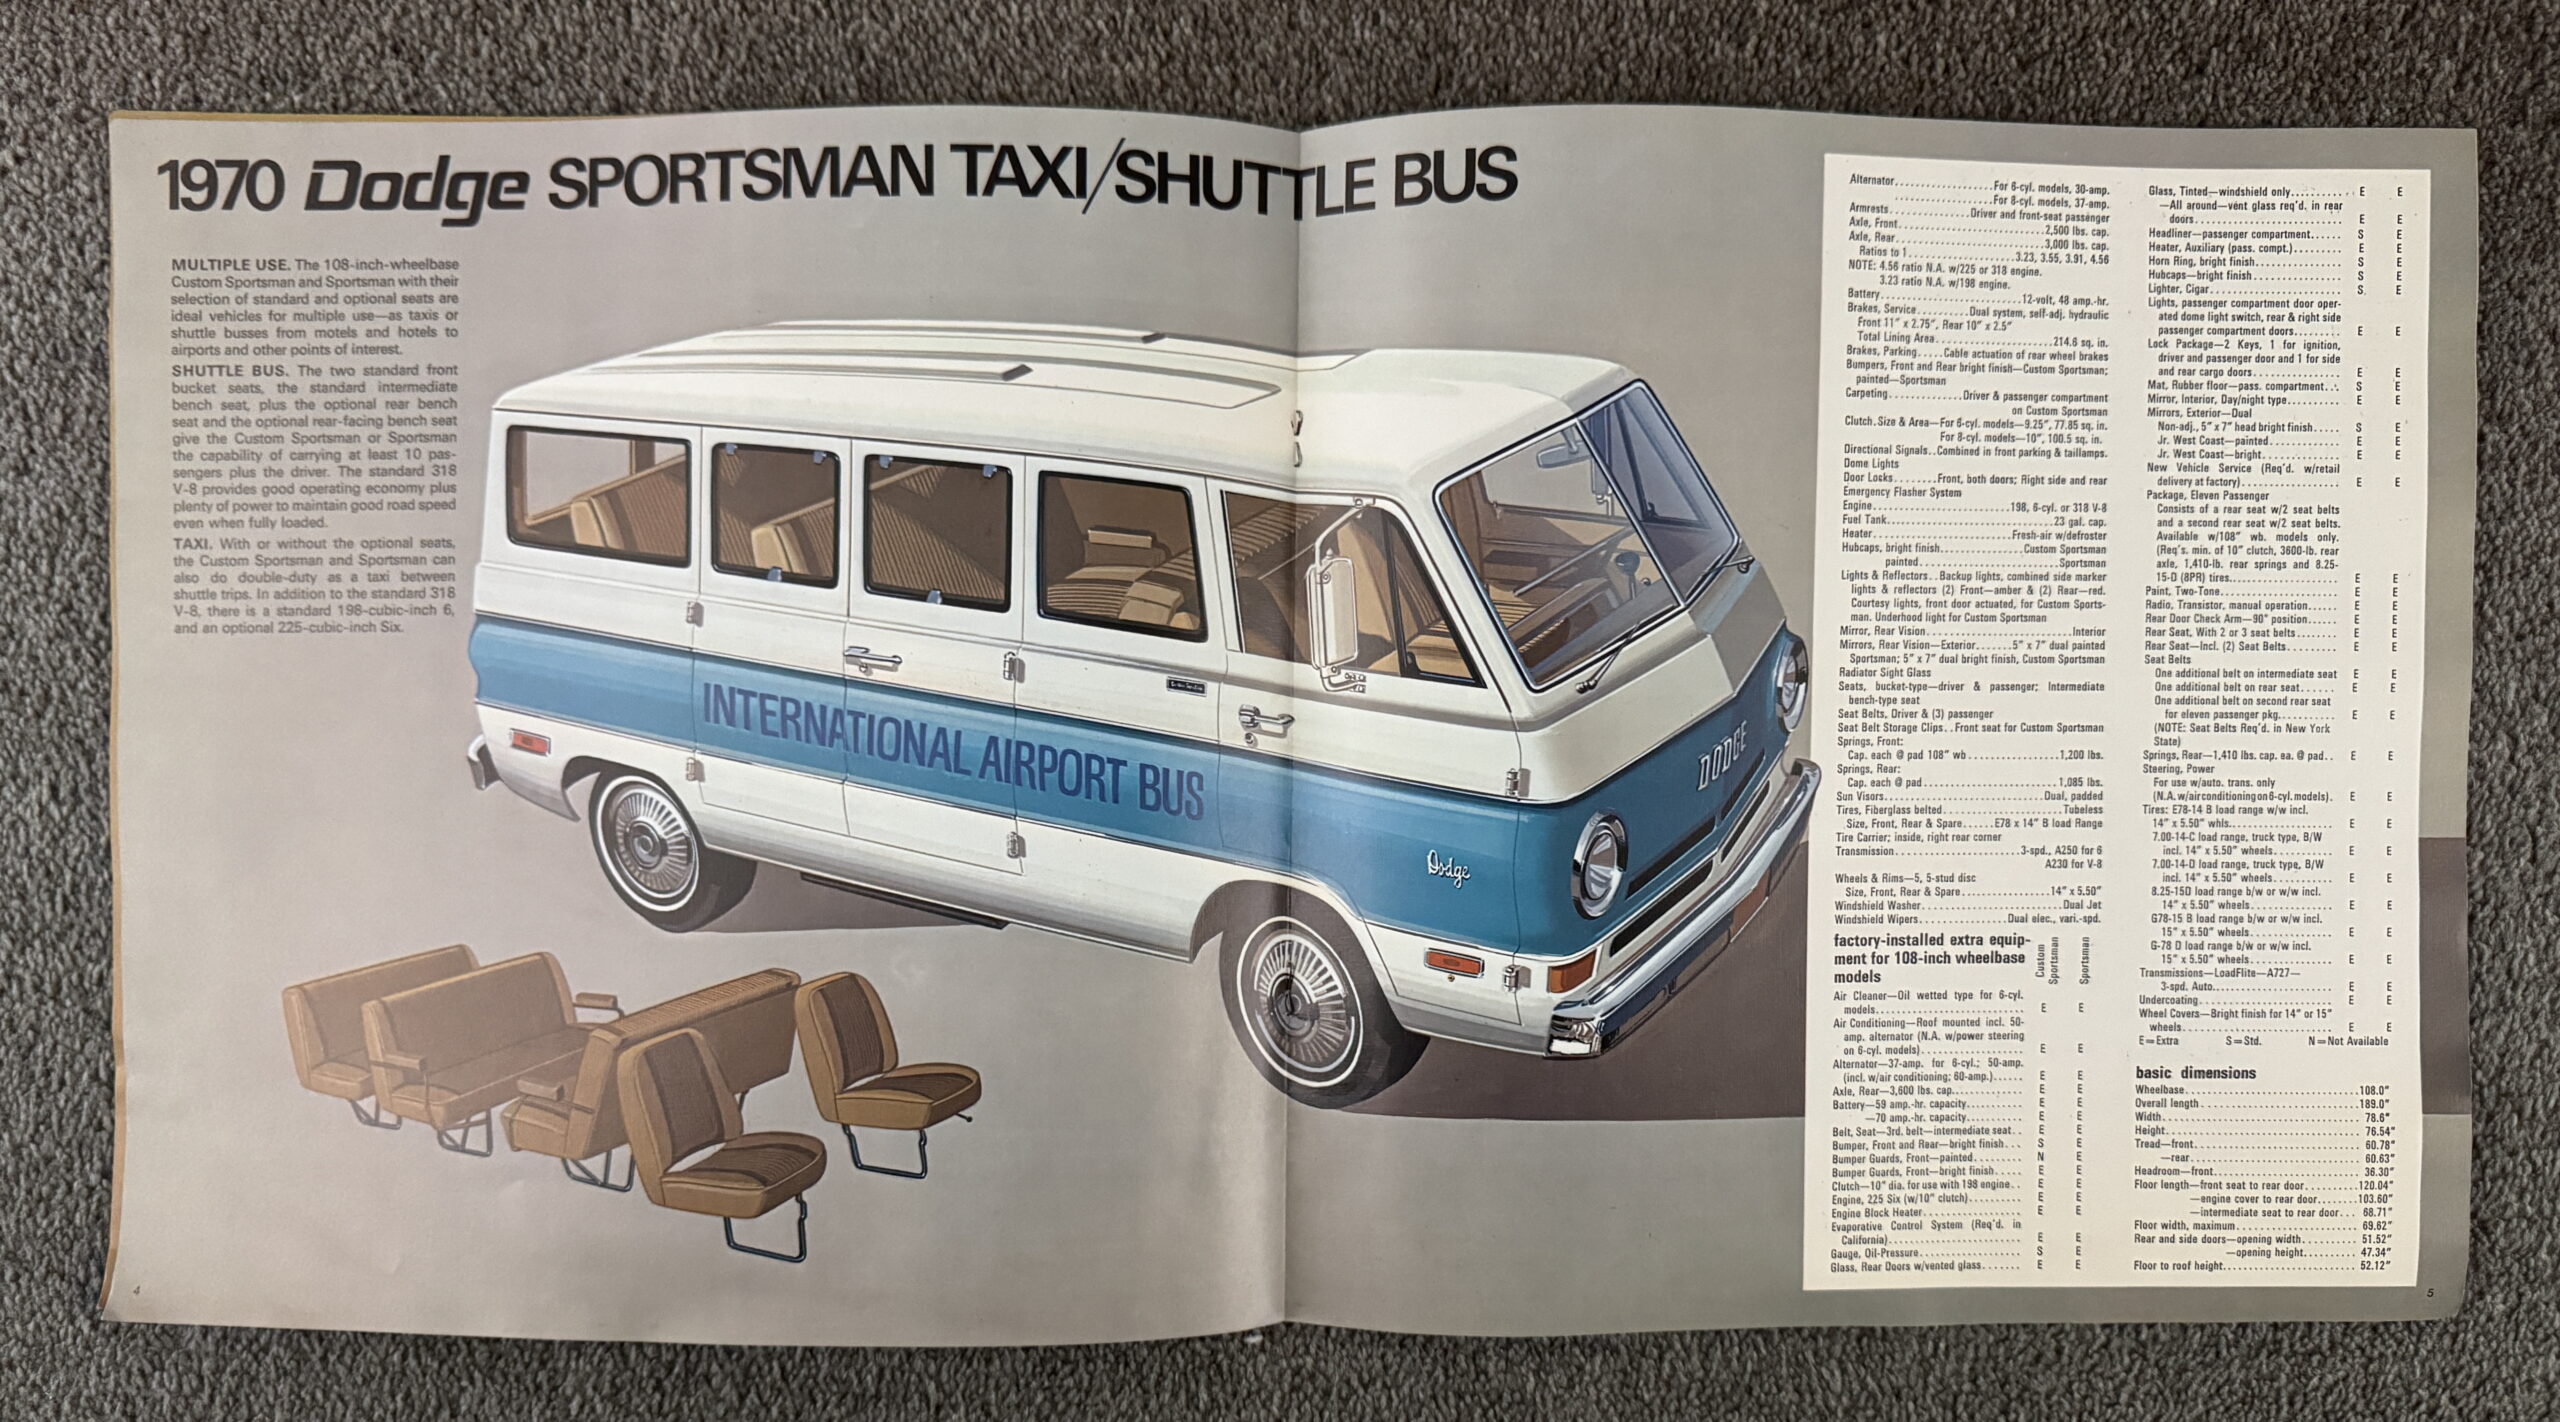 1970 Dodge SPORTSMAN TAXI/SHUTTLE BUS
MULTIPLE USE. The 108-inch-wheelbase
Custom Sportsman and Sportsman with their
selection of standard and optional seats are
ideal vehicles for multiple use—as taxis or
shuttle busses from motels and hotels to
airports and other points of interest.
SHUTTLE BUS. The two standard front
bucket seats, the standard intermediate
bench seat, plus the optional rear bench
seat and the optional rear-facing bench seat
give the Custom Sportsman or Sportsman
the capability of carrying at least 10 pas-
sengers plus the driver. The standard 318
V-8 provides good operating economy plus
plenty of power to maintain good road speed
even when fully loaded.
TAXI. With or without the optional seats,
the Custom Sportsman and Sportsman can
also do double-duty as a taxi between
shuttle trips. In addition to the standard 318
V-8, there is a standard 198-cubic-inch 6,
and an optional 225-cubic-inch Six.
INTERNATIONAL AIRPORT BUS
DODGE
Dodge
4
Alternator...................For 6-cyl. models, 30-amp.
...................For 8-cyl. models, 37-amp.
Armrests...............Driver and front-seat passenger
Axle, Front............................2,500 lbs. cap.
Axle, Rear.............................3,000 lbs. cap.
Ratios to 1.....................3.23, 3.55, 3.91, 4.56
NOTE: 4.56 ratio N.A. w/225 or 318 engine.
3.23 ratio N.A. w/198 engine.
Battery...........................12-volt, 48 amp.-hr.
Brakes, Service..........Dual system, self-adj. hydraulic
Front 11" x 2.75", Rear 10" x 2.5"
Total Lining Area.......................214.6 sq. in.
Brakes, Parking.....Cable actuation of rear wheel brakes
Bumpers, Front and Rear bright finish—Custom Sportsman;
painted—Sportsman
Carpeting..............Driver & passenger compartment
on Custom Sportsman
Clutch. Size & Area—For 6-cyl. models—9.25", 77.85 sq. in.
For 8-cyl. models—10", 100.5 sq. in.
Directional Signals..Combined in front parking & taillamps.
Dome Lights
Door Locks........Front, both doors; Right side and rear
Emergency Flasher System
Engine...........................198, 6-cyl. or 318 V-8
Fuel Tank................................23 gal. cap.
Heater..........................Fresh-air w/defroster
Hubcaps, bright finish................Custom Sportsman
painted.........................Sportsman
Lights & Reflectors..Backup lights, combined side marker
lights & reflectors (2) Front—amber & (2) Rear—red.
Courtesy lights, front door actuated, for Custom Sports-
man. Underhood light for Custom Sportsman
Mirror, Rear Vision............................Interior
Mirrors, Rear Vision—Exterior.......5" x 7" dual painted
Sportsman; 5" x 7" dual bright finish, Custom Sportsman
Radiator Sight Glass
Seats, bucket-type—driver & passenger; Intermediate
bench-type seat
Seat Belts, Driver & (3) passenger
Seat Belt Storage Clips..Front seat for Custom Sportsman
Springs, Front:
Cap. each @ pad 108" wb.................1,200 lbs.
Springs, Rear:
Cap. each @ pad.........................1,085 lbs.
Sun Visors..............................Dual, padded
Tires, Fiberglass belted.......................Tubeless
Size, Front, Rear & Spare......E78 x 14" B load Range
Tire Carrier; inside, right rear corner
Transmission.......................3-spd., A250 for 6
A230 for V-8
Wheels & Rims—5, 5-stud disc
Size, Front, Rear & Spare.................14" x 5.50"
Windshield Washer...........................Dual Jet
Windshield Wipers................Dual elec., vari.-spd.
factory-installed extra equip-
ment for 108-inch wheelbase
models
Custom Sportsman
Sportsman
Air Cleaner—Oil wetted type for 6-cyl.
models.......................... E E
Air Conditioning—Roof mounted incl. 50-
amp. alternator (N.A. w/power steering
on 6-cyl. models)..................... E E
Alternator—37-amp. for 6-cyl.; 50-amp.
(incl. w/air conditioning; 60-amp.)...... E E
Axle, Rear—3,600 lbs. cap............... E E
Battery—59 amp.-hr. capacity........... E E
—70 amp.-hr. capacity........... E E
Belt, Seat—3rd. belt—intermediate seat.. E E
Bumper, Front and Rear—bright finish... S E
Bumper Guards, Front—painted.......... N E
Bumper Guards, Front—bright finish..... E E
Clutch—10" dia. for use with 198 engine.. E E
Engine, 225 Six (w/10" clutch).......... E E
Engine Block Heater.................... E E
Evaporative Control System (Req'd. in
California)........................... E E
Gauge, Oil-Pressure..................... S E
Glass, Rear Doors w/vented glass....... E E
Glass, Tinted—windshield only.......... E E
—All around—vent glass req'd. in rear
doors............................... E E
Headliner—passenger compartment...... S E
Heater, Auxiliary (pass. compt.)......... E E
Horn Ring, bright finish................. S E
Hubcaps—bright finish.................. S E
Lighter, Cigar.......................... S E
Lights, passenger compartment door oper-
ated dome light switch, rear & right side
passenger compartment doors......... E E
Lock Package—2 Keys, 1 for ignition,
driver and passenger door and 1 for side
and rear cargo doors.................. E E
Mat, Rubber floor—pass. compartment... S E
Mirror, Interior, Day/night type.......... E E
Mirrors, Exterior—Dual
Non-adj., 5" x 7" head bright finish..... S E
Jr. West Coast—painted............... E E
Jr. West Coast—bright................ E E
New Vehicle Service (Req'd. w/retail
delivery at factory).................... E E
Package, Eleven Passenger
Consists of a rear seat w/2 seat belts
and a second rear seat w/2 seat belts.
Available w/108" wb. models only.
(Req's. min. of 10" clutch, 3600-lb. rear
axle, 1,410-lb. rear springs and 8.25-
15-D (8PR) tires...................... E E
Paint, Two-Tone........................ E E
Radio, Transistor, manual operation...... E E
Rear Door Check Arm—90° position...... E E
Rear Seat, With 2 or 3 seat belts........ E E
Rear Seat—Incl. (2) Seat Belts.......... E E
Seat Belts
One additional belt on intermediate seat E E
One additional belt on rear seat....... E E
One additional belt on second rear seat
for eleven passenger pkg............. E E
(NOTE: Seat Belts Req'd. in New York
State)
Springs, Rear—1,410 lbs. cap. ea. @ pad.. E E
Steering, Power
For use w/auto. trans. only
(N.A. w/airconditioning on 6-cyl. models). E E
Tires: E78-14 B load range w/w incl.
14" x 5.50" whls...................... E E
7.00-14-C load range, truck type, B/W
incl. 14" x 5.50" wheels.............. E E
7.00-14-D load range, truck type, B/W
incl. 14" x 5.50" wheels.............. E E
8.25-15D load range b/w or w/w incl.
14" x 5.50" wheels................... E E
G78-15 B load range b/w or w/w incl.
15" x 5.50" wheels................... E E
G-78 D load range b/w or w/w incl.
15" x 5.50" wheels................... E E
Transmissions—LoadFlite—A727—
3-spd. Auto......................... E E
Undercoating........................... E E
Wheel Covers—Bright finish for 14" or 15"
wheels.............................. E E
E=Extra S=Std. N=Not Available
basic dimensions
Wheelbase..................................108.0"
Overall length..............................189.0"
Width......................................78.6"
Height.....................................76.54"
Tread—front................................60.78"
—rear.................................60.63"
Headroom—front............................36.30"
Floor length—front seat to rear door..........120.04"
—engine cover to rear door.......103.60"
—intermediate seat to rear door... 68.71"
Floor width, maximum.......................69.62"
Rear and side doors—opening width.......... 51.52"
—opening height......... 47.34"
Floor to roof height......................... 52.12"
5